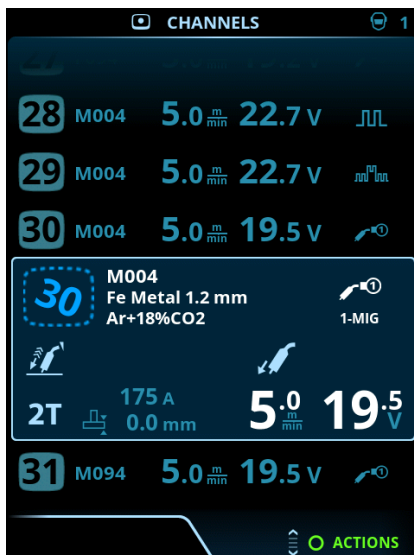 CHANNELS 1
28 M004 5.0 m/min 22.7 V
29 M004 5.0 m/min 22.7 V
30 M004 5.0 m/min 19.5 V 1
30 M004
Fe Metal 1.2 mm
Ar+18%CO2
1
1-MIG
2T
175 A
0.0 mm
5.0 m/min
19.5 V
31 M094 5.0 m/min 19.5 V 1
ACTIONS